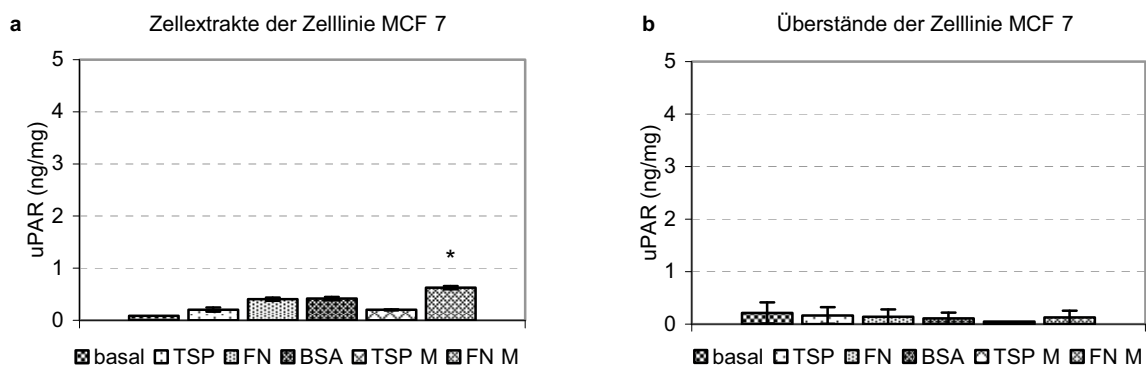 a Zellextrakte der Zelllinie MCF 7
uPAR (ng/mg)
5
4
3
2
1
0
*
basal TSP FN BSA TSP M FN M
b Überstände der Zelllinie MCF 7
uPAR (ng/mg)
5
4
3
2
1
0
basal TSP FN BSA TSP M FN M